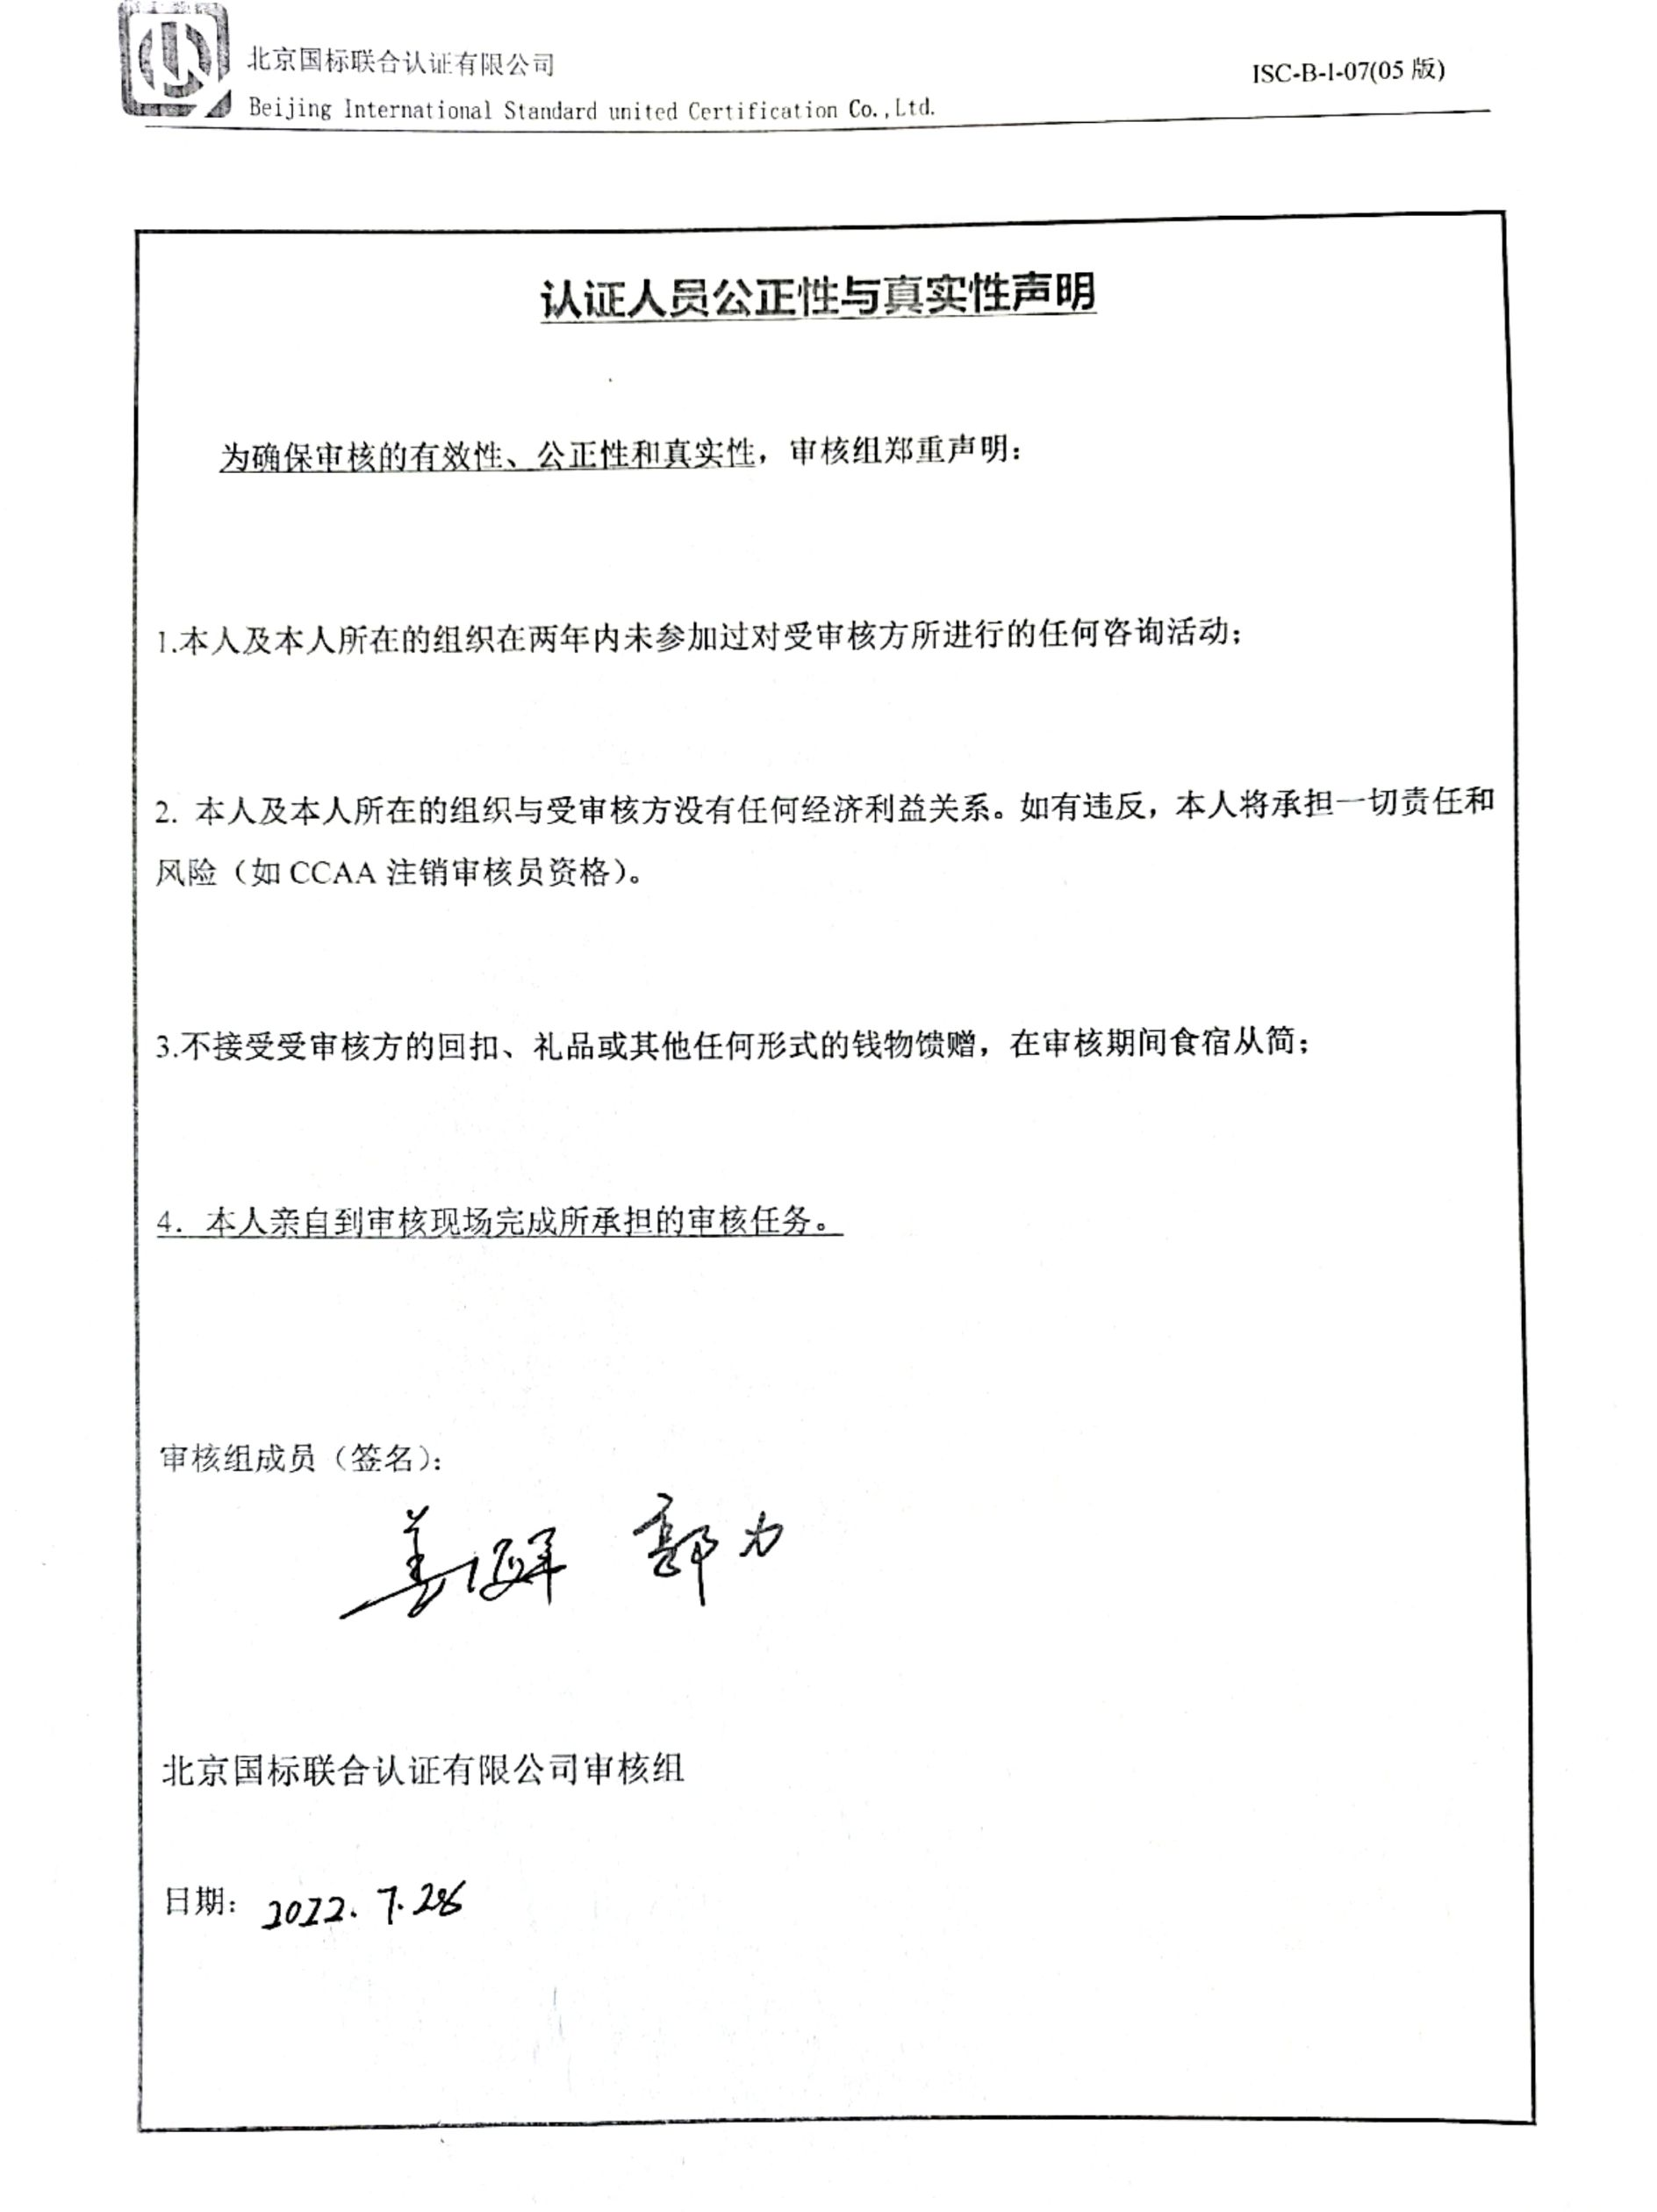 北京国标联合认证有限公司
ISC-B-I-07(05 版)
Beijing International Standard united Certification Co.,Ltd.
认证人员公正性与真实性声明
为确保审核的有效性、公正性和真实性，审核组郑重声明：
1.本人及本人所在的组织在两年内未参加过对受审核方所进行的任何咨询活动；
2. 本人及本人所在的组织与受审核方没有任何经济利益关系。如有违反，本人将承担一切责任和
风险（如 CCAA 注销审核员资格）。
3.不接受受审核方的回扣、礼品或其他任何形式的钱物馈赠，在审核期间食宿从简；
4. 本人亲自到审核现场完成所承担的审核任务。
审核组成员（签名）：
郭力
北京国标联合认证有限公司审核组
日期：2022.7.28